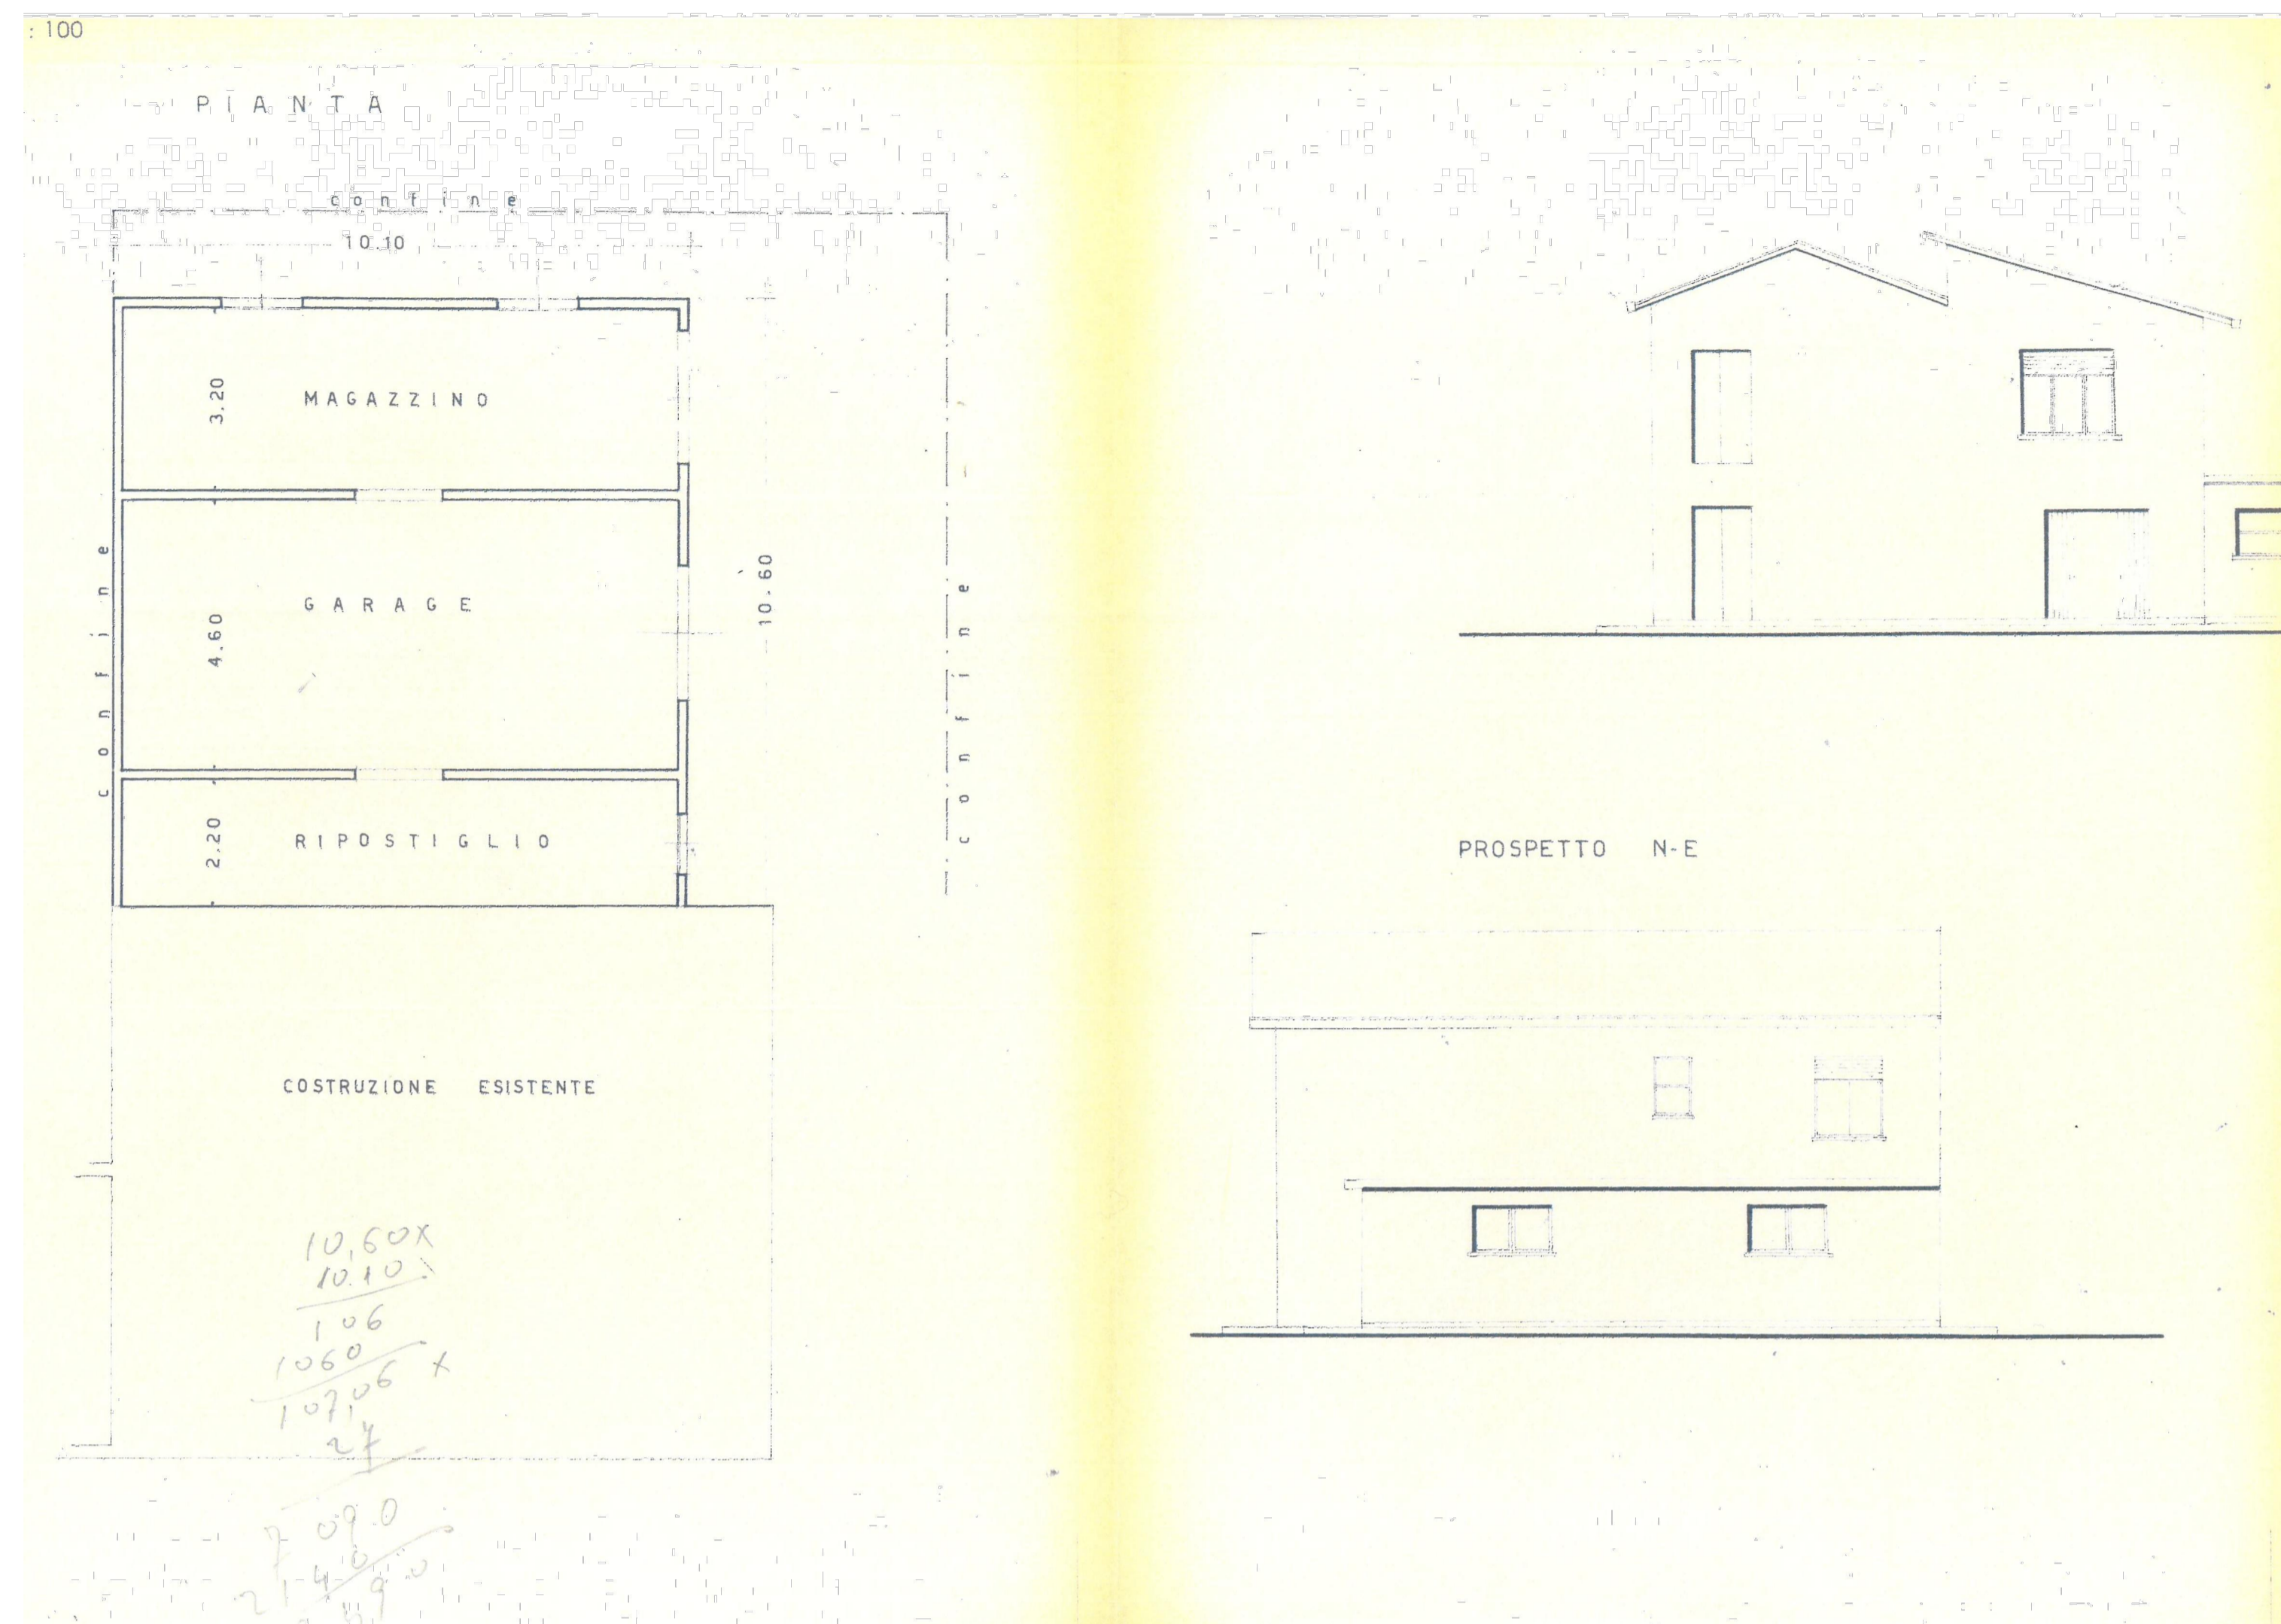 : 100
PIANTA
confine
10.10
3.20
MAGAZZINO
confine
GARAGE
4.60
10.60
confine
2.20
RIPOSTIGLIO
COSTRUZIONE ESISTENTE
10,60x
10.10
106
1060
107,06 x
27
PROSPETTO N-E